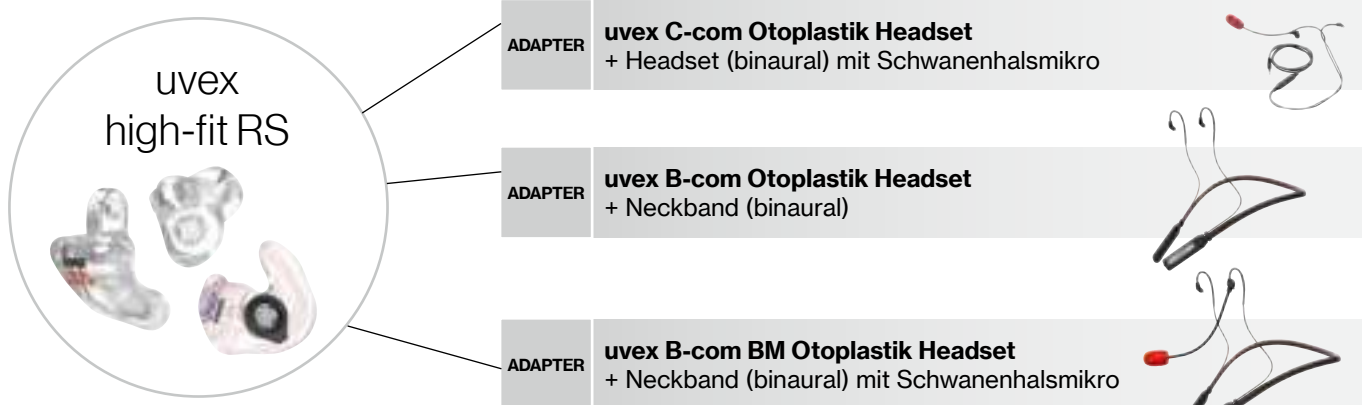 uvex
high-fit RS
ADAPTER
uvex C-com Otoplastik Headset
+ Headset (binaural) mit Schwanenhalsmikro
ADAPTER
uvex B-com Otoplastik Headset
+ Neckband (binaural)
ADAPTER
uvex B-com BM Otoplastik Headset
+ Neckband (binaural) mit Schwanenhalsmikro